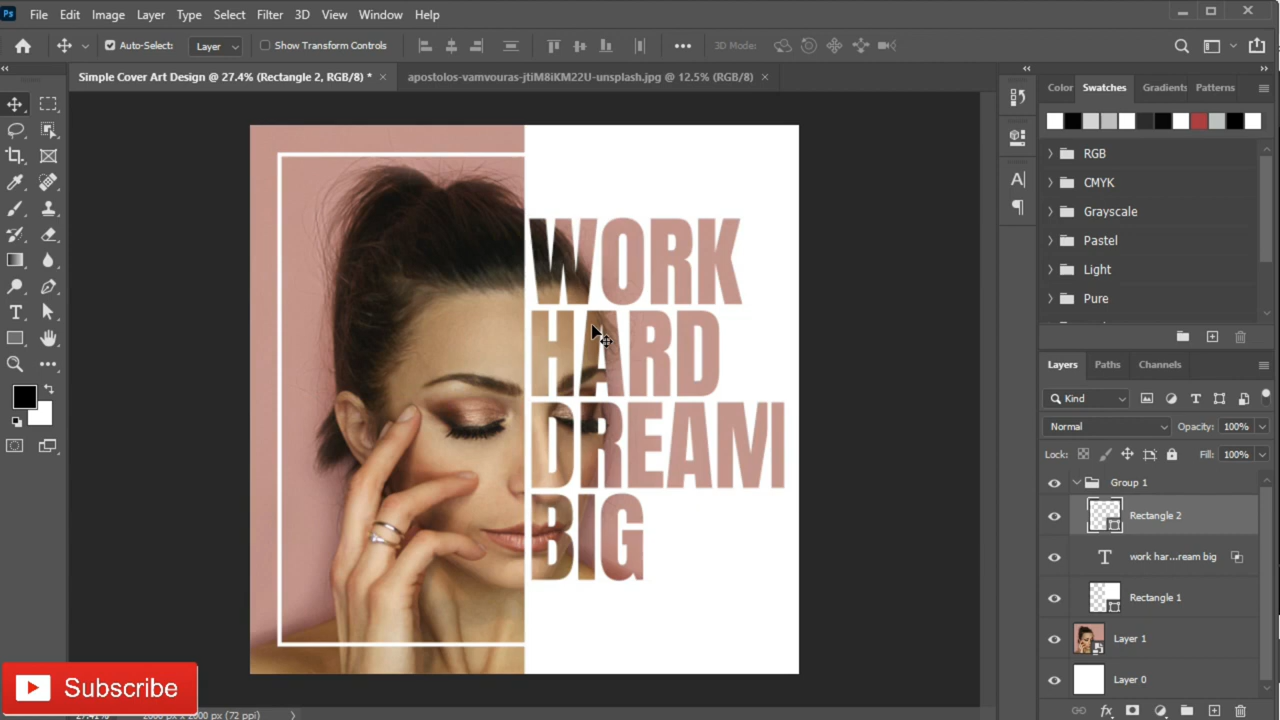 Ps File Edit Image Layer Type Select Filter 3D View Window Help
Auto-Select: Layer Show Transform Controls 3D Mode:
Simple Cover Art Design @ 27.4% (Rectangle 2, RGB/8) *
apostolos-vamvouras-jtiM8iKM22U-unsplash.jpg @ 12.5% (RGB/8)
Color Swatches Gradients Patterns
RGB
CMYK
Grayscale
Pastel
Light
Pure
WORK
HARD
DREAM
BIG
Layers Paths Channels
Kind
Normal Opacity: 100%
Lock: Fill: 100%
Group 1
Rectangle 2
work har...ream big
Rectangle 1
Layer 1
Layer 0
Subscribe